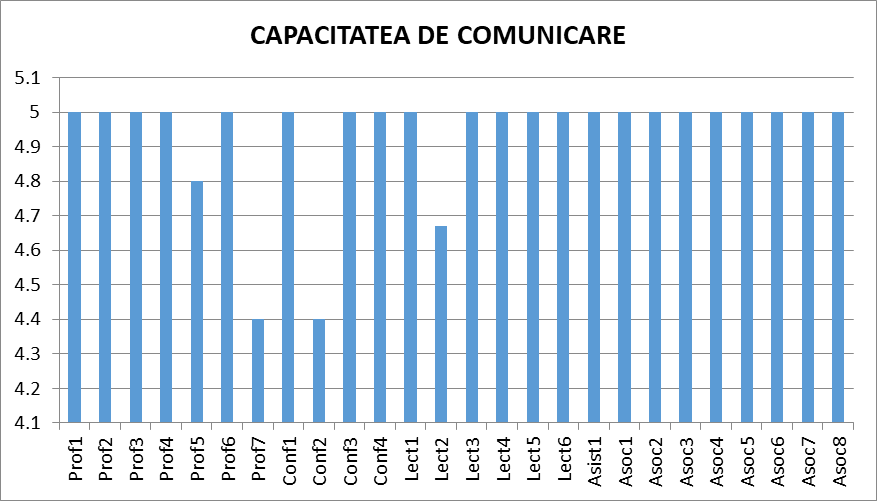 CAPACITATEA DE COMUNICARE
5.1
5
4.9
4.8
4.7
4.6
4.5
4.4
4.3
4.2
4.1
Prof1
Prof2
Prof3
Prof4
Prof5
Prof6
Prof7
Conf1
Conf2
Conf3
Conf4
Lect1
Lect2
Lect3
Lect4
Lect5
Lect6
Asist1
Asoc1
Asoc2
Asoc3
Asoc4
Asoc5
Asoc6
Asoc7
Asoc8